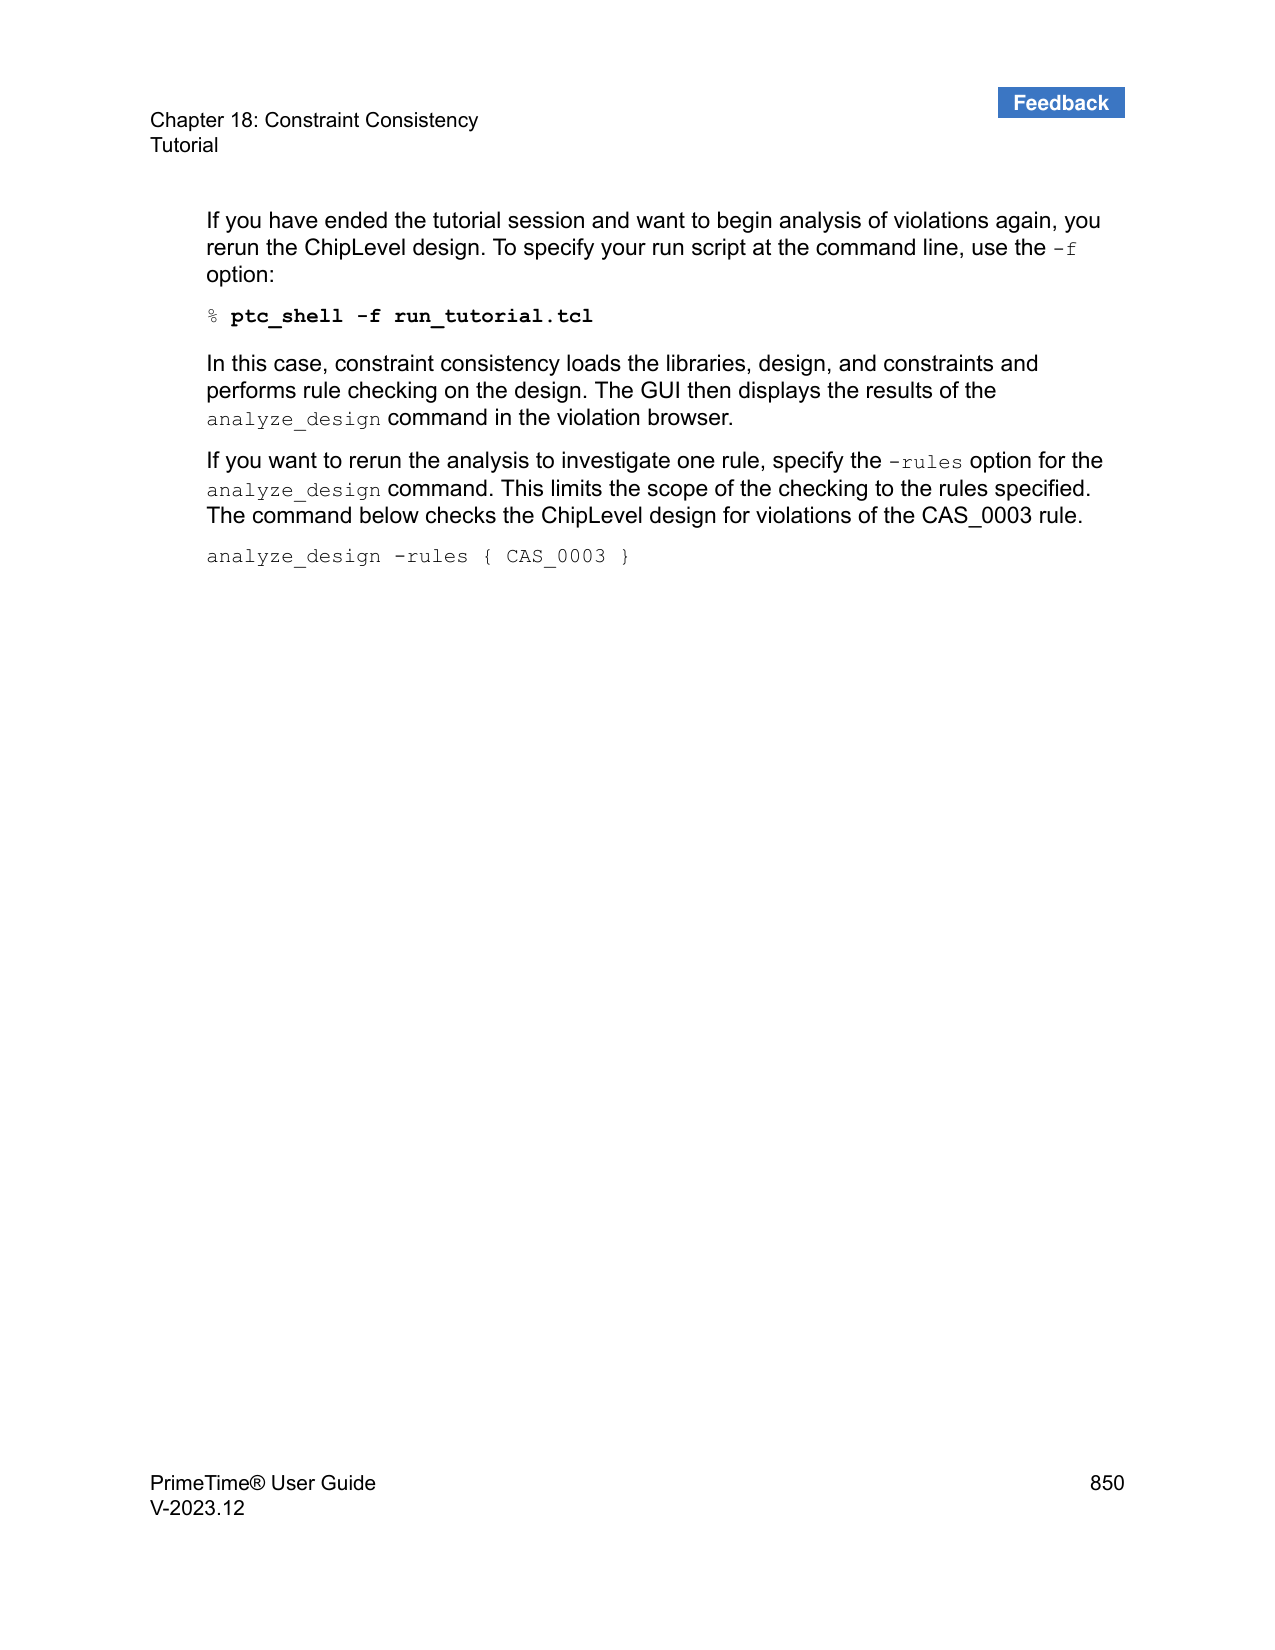 Feedback
Chapter 18: Constraint Consistency
Tutorial
If you have ended the tutorial session and want to begin analysis of violations again, you
rerun the ChipLevel design. To specify your run script at the command line, use the -f
option:
% ptc_shell -f run_tutorial.tcl
In this case, constraint consistency loads the libraries, design, and constraints and
performs rule checking on the design. The GUI then displays the results of the
analyze_design command in the violation browser.
If you want to rerun the analysis to investigate one rule, specify the -rules option for the
analyze_design command. This limits the scope of the checking to the rules specified.
The command below checks the ChipLevel design for violations of the CAS_0003 rule.
analyze_design -rules { CAS_0003 }
PrimeTime® User Guide 850
V-2023.12